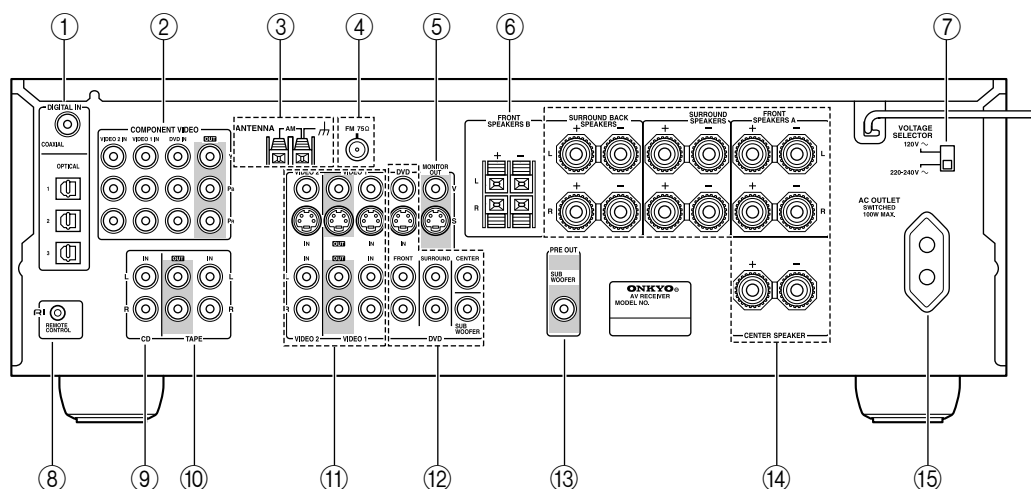 ① ② ③ ④ ⑤ ⑥ ⑦
DIGITAL IN
COAXIAL
OPTICAL
1
2
3
COMPONENT VIDEO
VIDEO 2 IN VIDEO 1 IN DVD IN OUT
Y
PB
PR
ANTENNA AM
FM 75Ω
VIDEO 2 VIDEO 1 DVD MONITOR OUT
V
S
IN OUT IN IN
FRONT SURROUND CENTER
SUB WOOFER
R
VIDEO 2 VIDEO 1 DVD
IN OUT IN
L L
R R
CD TAPE
RI
REMOTE CONTROL
FRONT SPEAKERS B
+ −
L
R
SURROUND BACK SPEAKERS
SURROUND SPEAKERS
FRONT SPEAKERS A
+ − + − + −
L L
R R
+ −
CENTER SPEAKER
PRE OUT
SUB WOOFER
ONKYO®
AV RECEIVER
MODEL NO.
VOLTAGE SELECTOR
120V ~
220-240V ~
AC OUTLET
SWITCHED
100W MAX.
⑧ ⑨ ⑩ ⑪ ⑫ ⑬ ⑭ ⑮